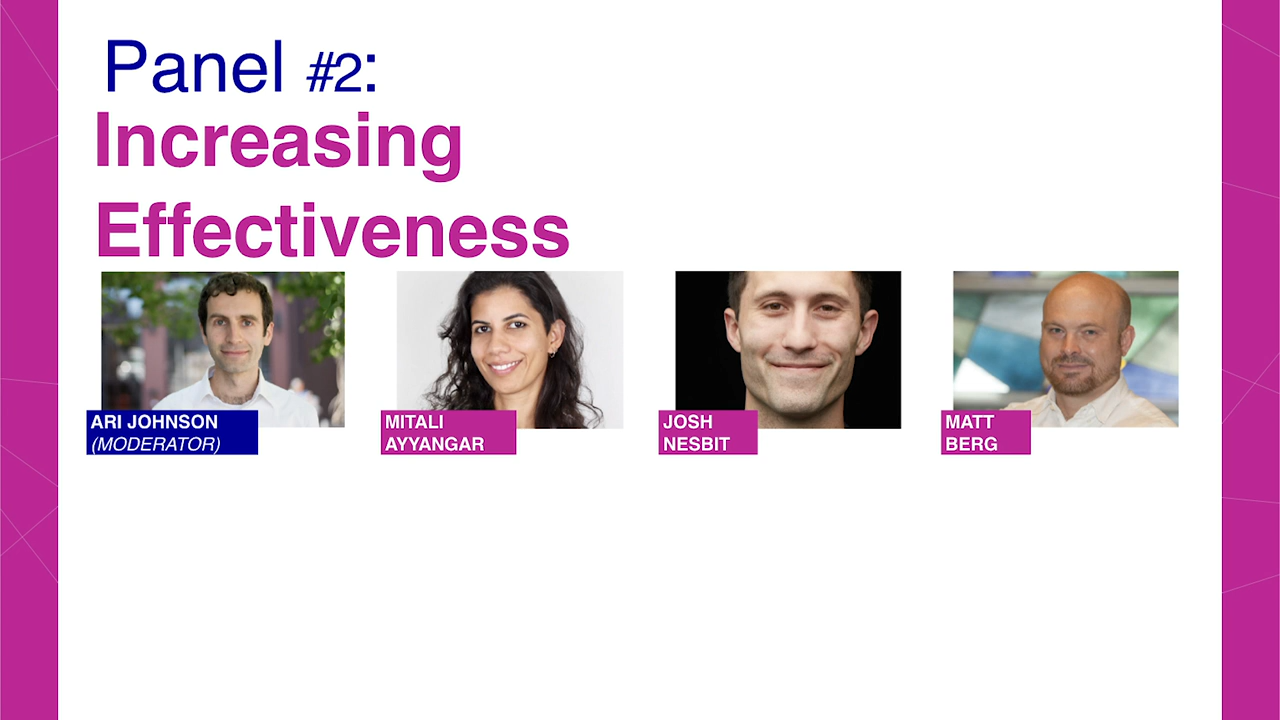 Panel #2:
Increasing
Effectiveness
ARI JOHNSON
(MODERATOR)
MITALI
AYYANGAR
JOSH
NESBIT
MATT
BERG